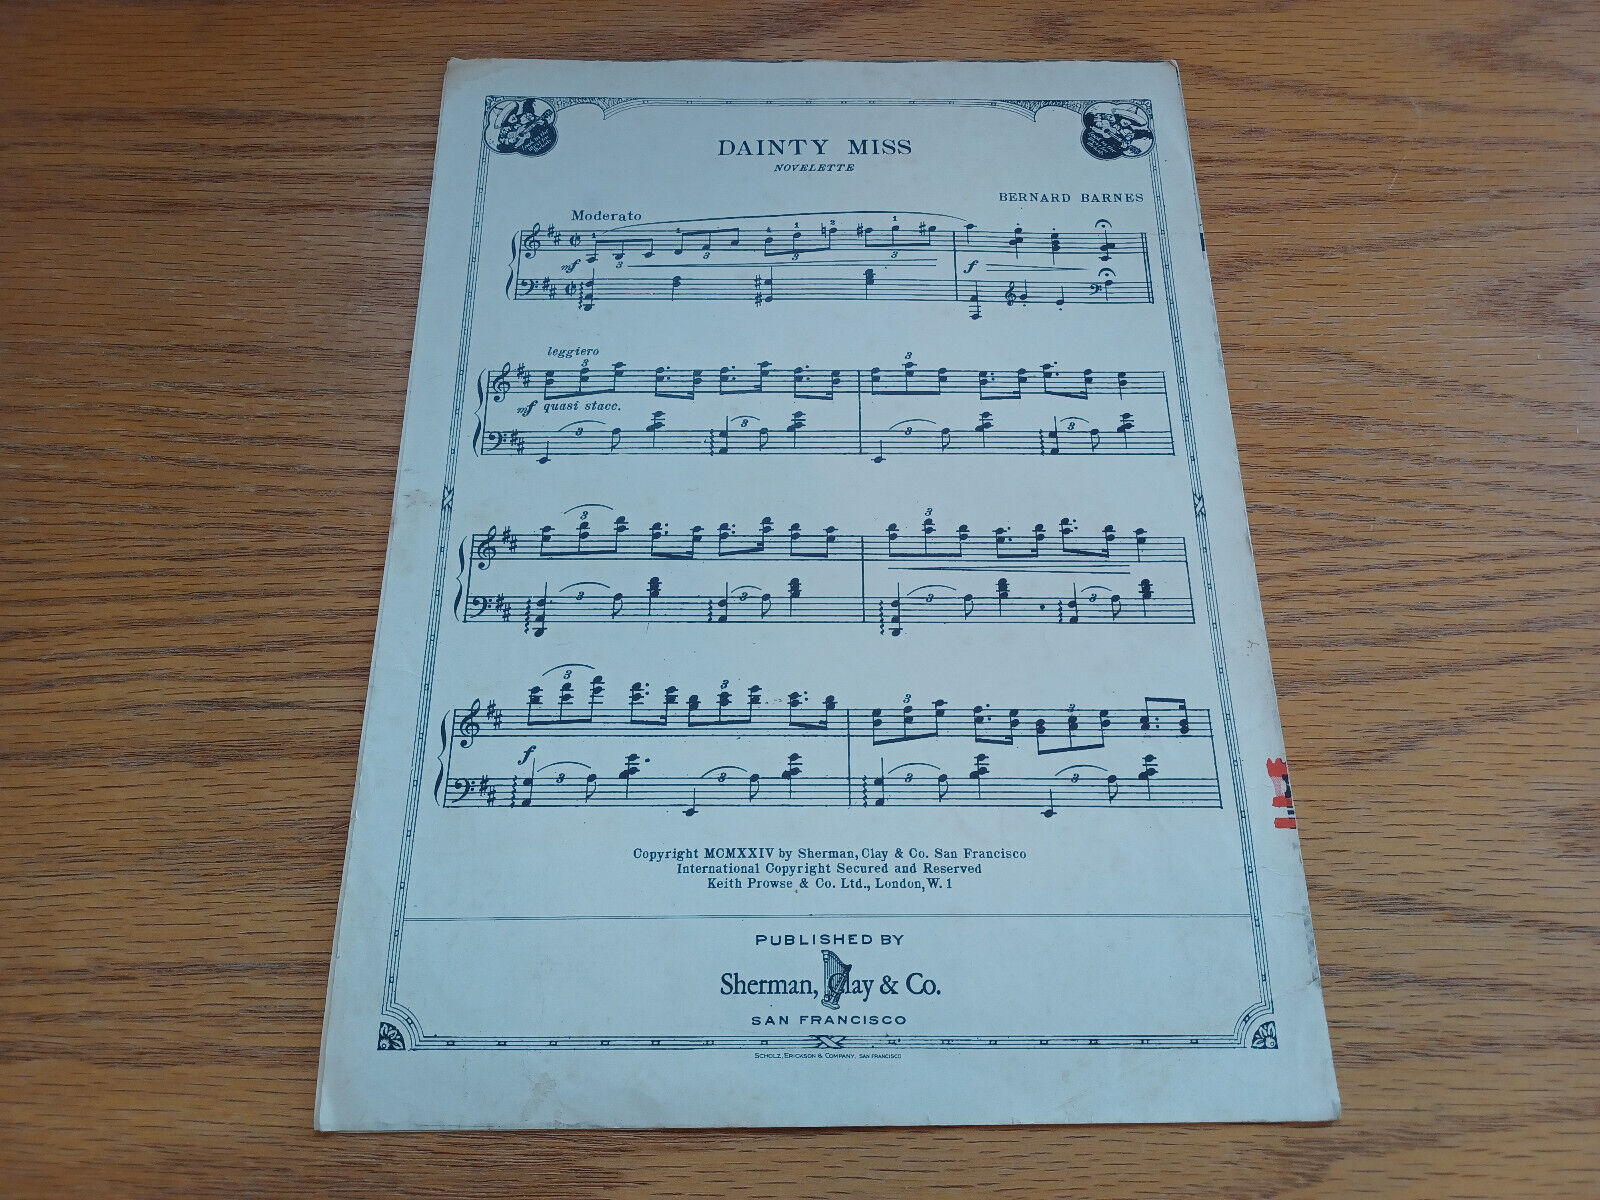 DAINTY MISS
NOVELETTE
BERNARD BARNES
Moderato
mf
f
leggiero
mf quasi stacc.
f
Copyright MCMXXIV by Sherman, Clay & Co. San Francisco
International Copyright Secured and Reserved
Keith Prowse & Co. Ltd., London, W. 1
PUBLISHED BY
Sherman, Clay & Co.
SAN FRANCISCO
SCHOLZ, ERICKSON & COMPANY, SAN FRANCISCO